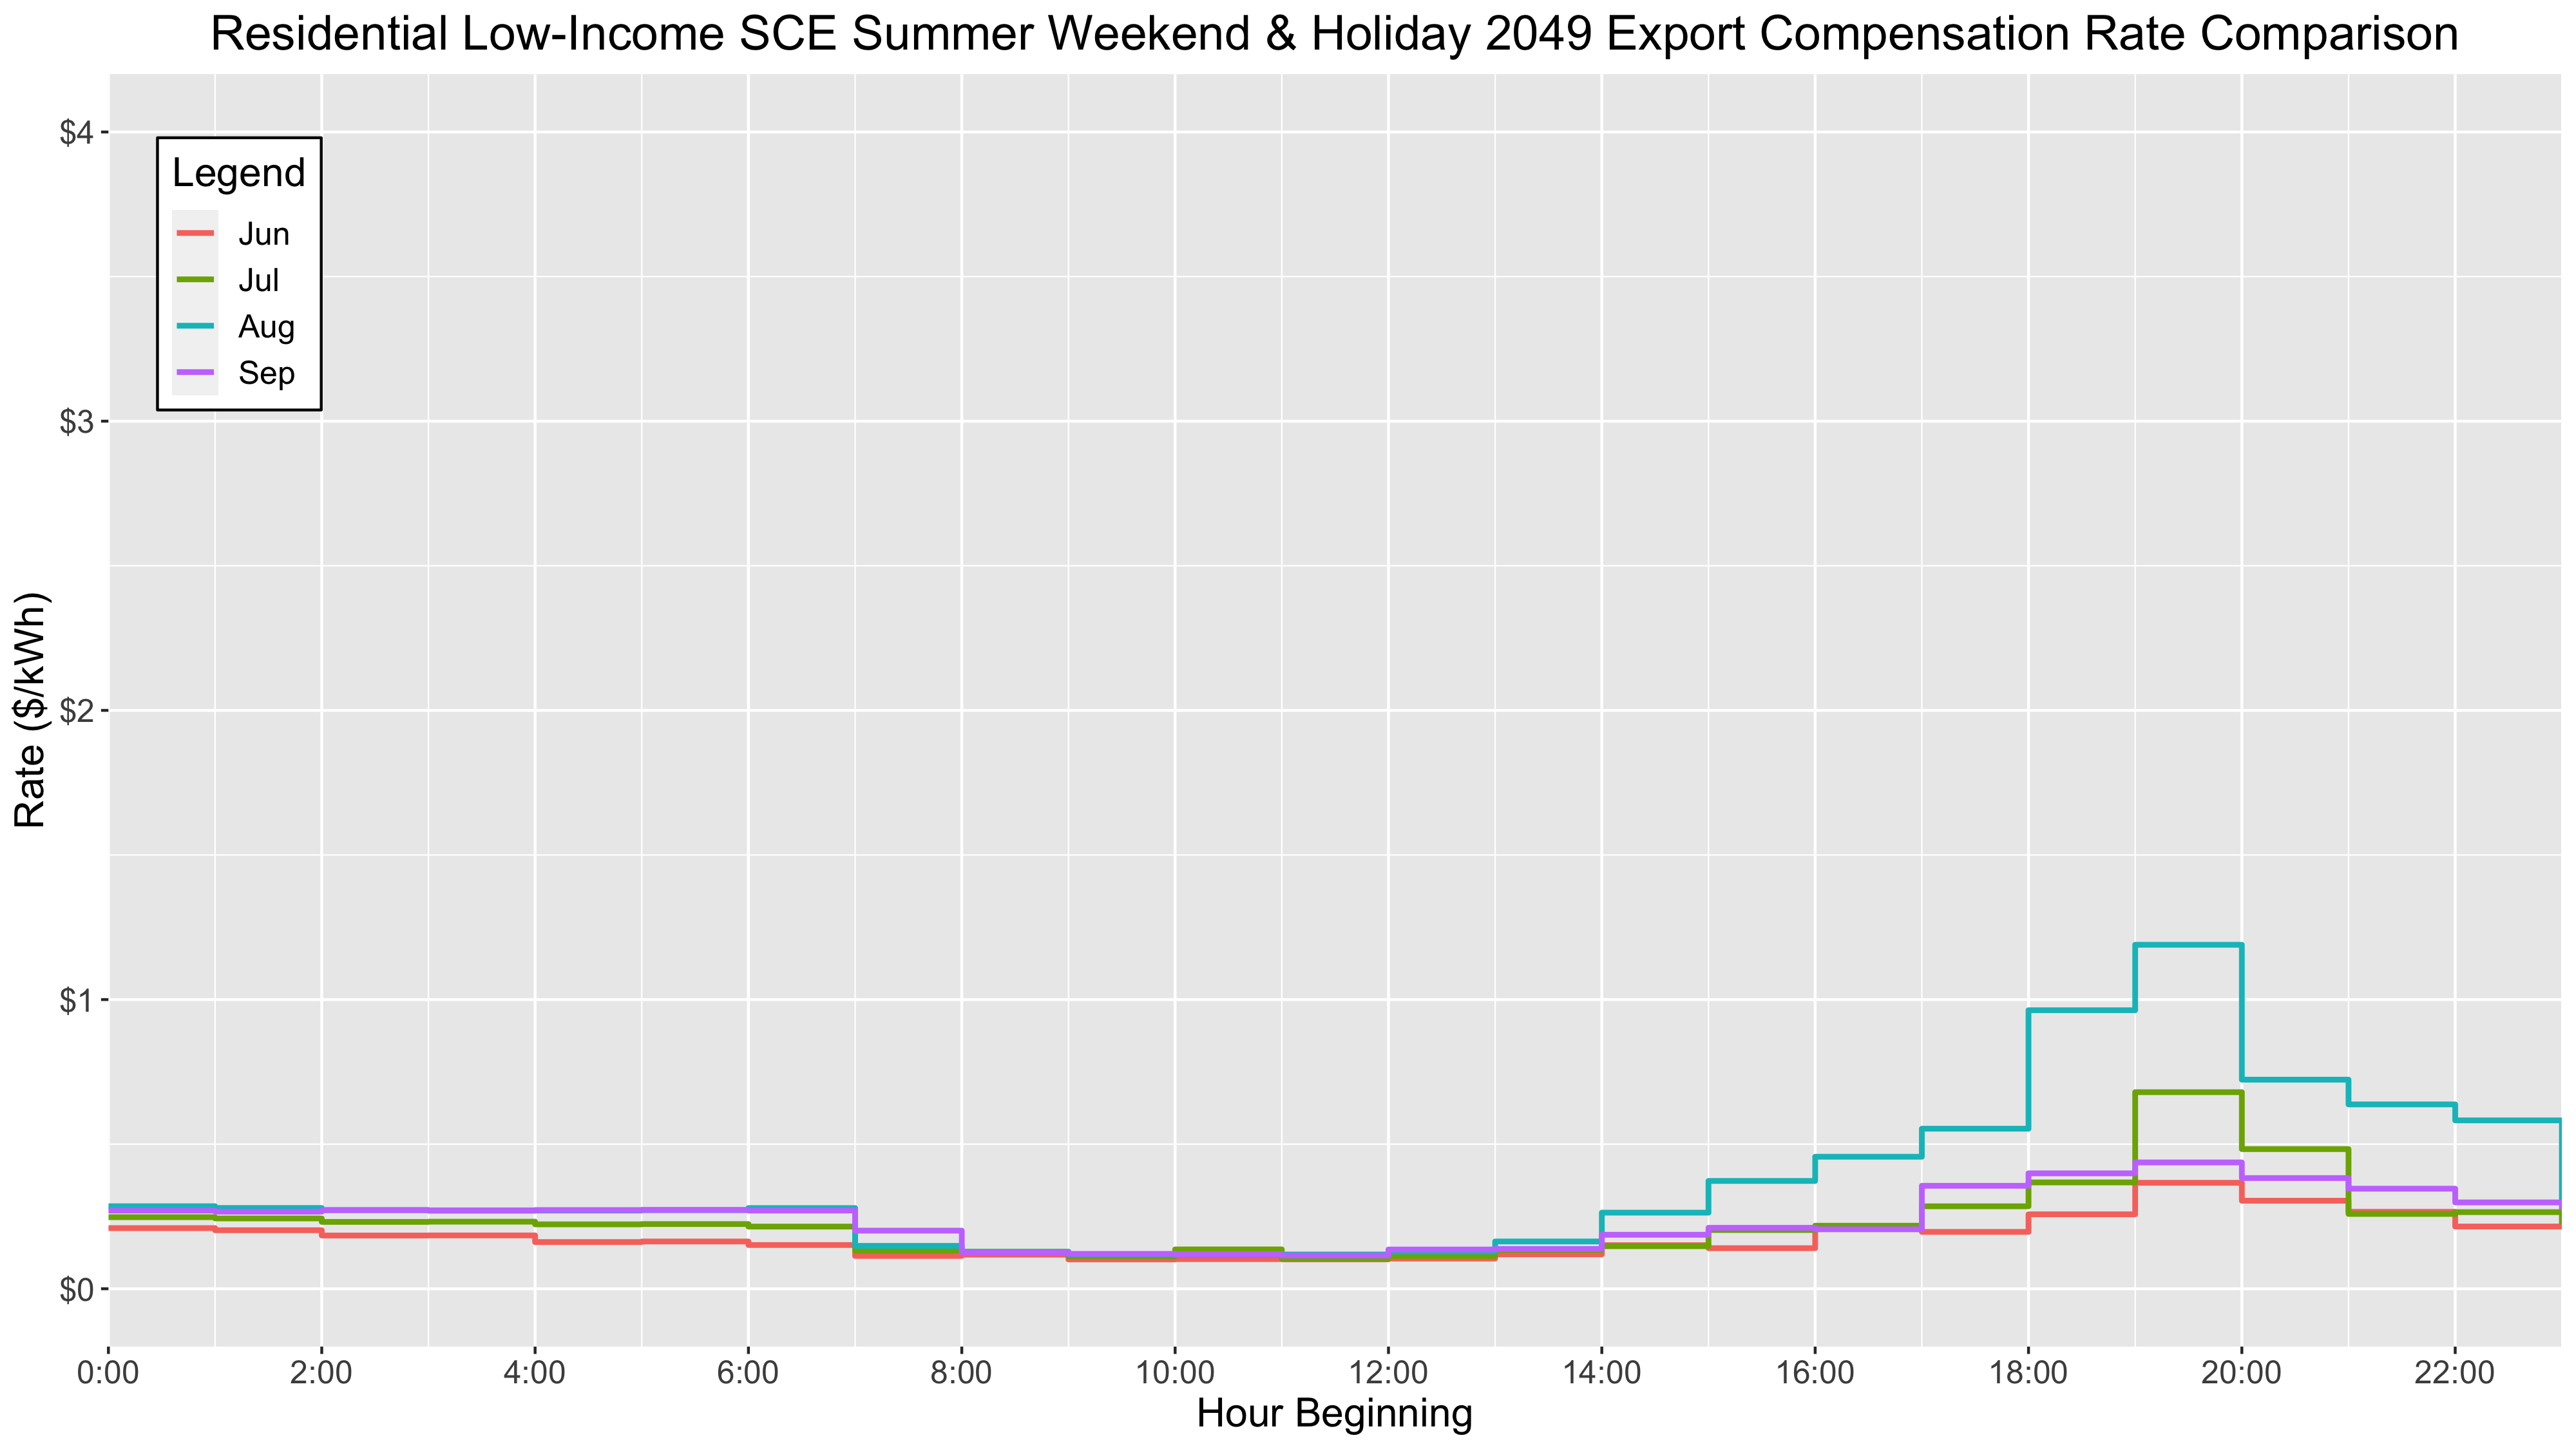 Residential Low-Income SCE Summer Weekend & Holiday 2049 Export Compensation Rate Comparison
$4
Legend
Jun
Jul
Aug
Sep
$3
Rate ($/kWh)
$2
$1
$0
0:00 2:00 4:00 6:00 8:00 10:00 12:00 14:00 16:00 18:00 20:00 22:00
Hour Beginning